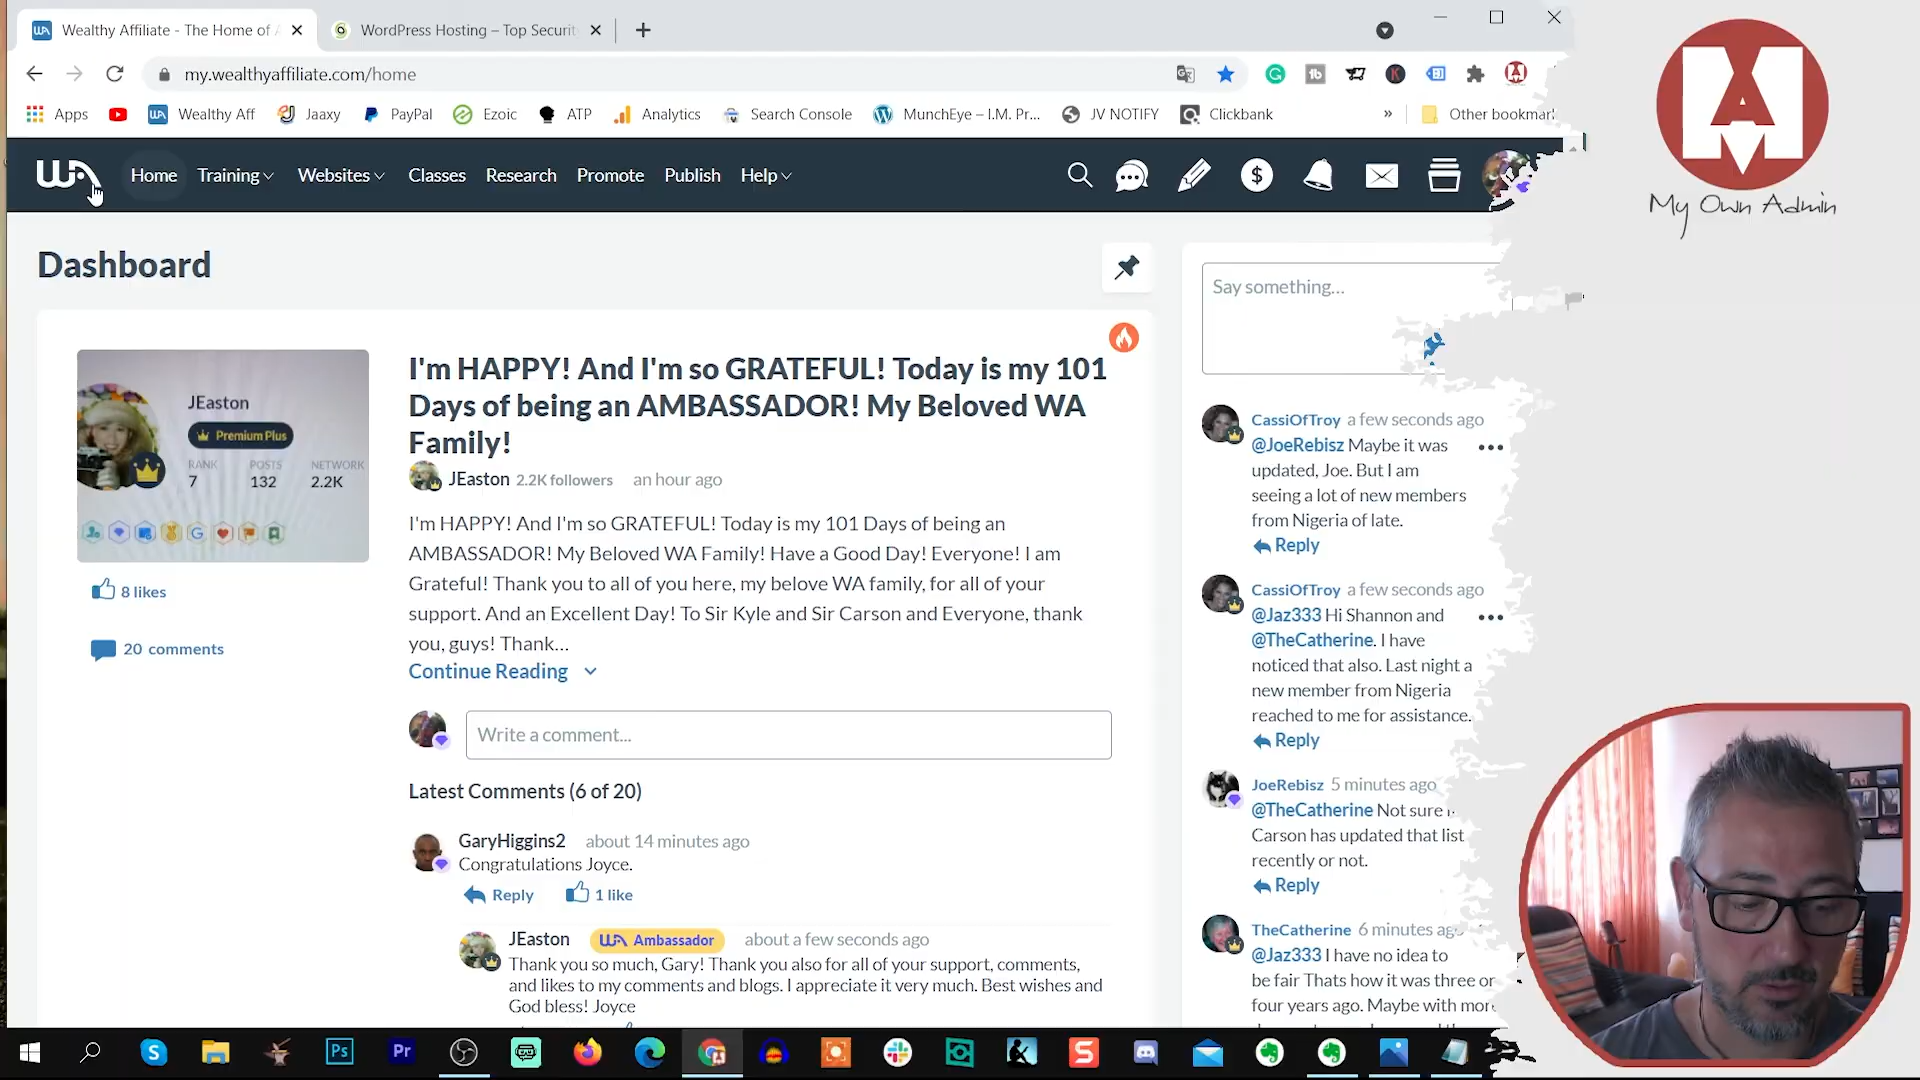 Wealthy Affiliate - The Home of A
WordPress Hosting – Top Securit
my.wealthyaffiliate.com/home
Apps
Wealthy Aff
Jaaxy
PayPal
Ezoic
ATP
Analytics
Search Console
MunchEye – I.M. Pr...
JV NOTIFY
Clickbank
»
Other bookmar
WA Home Training Websites Classes Research Promote Publish Help
My Own Admin
Dashboard
Say something...
JEaston
Premium Plus
RANK POSTS NETWORK
7 132 2.2K
8 likes
20 comments
I'm HAPPY! And I'm so GRATEFUL! Today is my 101
Days of being an AMBASSADOR! My Beloved WA
Family!
JEaston 2.2K followers an hour ago
I'm HAPPY! And I'm so GRATEFUL! Today is my 101 Days of being an
AMBASSADOR! My Beloved WA Family! Have a Good Day! Everyone! I am
Grateful! Thank you to all of you here, my belove WA family, for all of your
support. And an Excellent Day! To Sir Kyle and Sir Carson and Everyone, thank
you, guys! Thank...
Continue Reading
Write a comment...
Latest Comments (6 of 20)
GaryHiggins2 about 14 minutes ago
Congratulations Joyce.
Reply 1 like
JEaston WA Ambassador about a few seconds ago
Thank you so much, Gary! Thank you also for all of your support, comments,
and likes to my comments and blogs. I appreciate it very much. Best wishes and
God bless! Joyce
CassiOfTroy a few seconds ago
@JoeRebisz Maybe it was
updated, Joe. But I am
seeing a lot of new members
from Nigeria of late.
Reply
CassiOfTroy a few seconds ago
@Jaz333 Hi Shannon and
@TheCatherine. I have
noticed that also. Last night a
new member from Nigeria
reached to me for assistance.
Reply
JoeRebisz 5 minutes ago
@TheCatherine Not sure
Carson has updated that list
recently or not.
Reply
TheCatherine 6 minutes ago
@Jaz333 I have no idea to
be fair Thats how it was three or
four years ago. Maybe with more